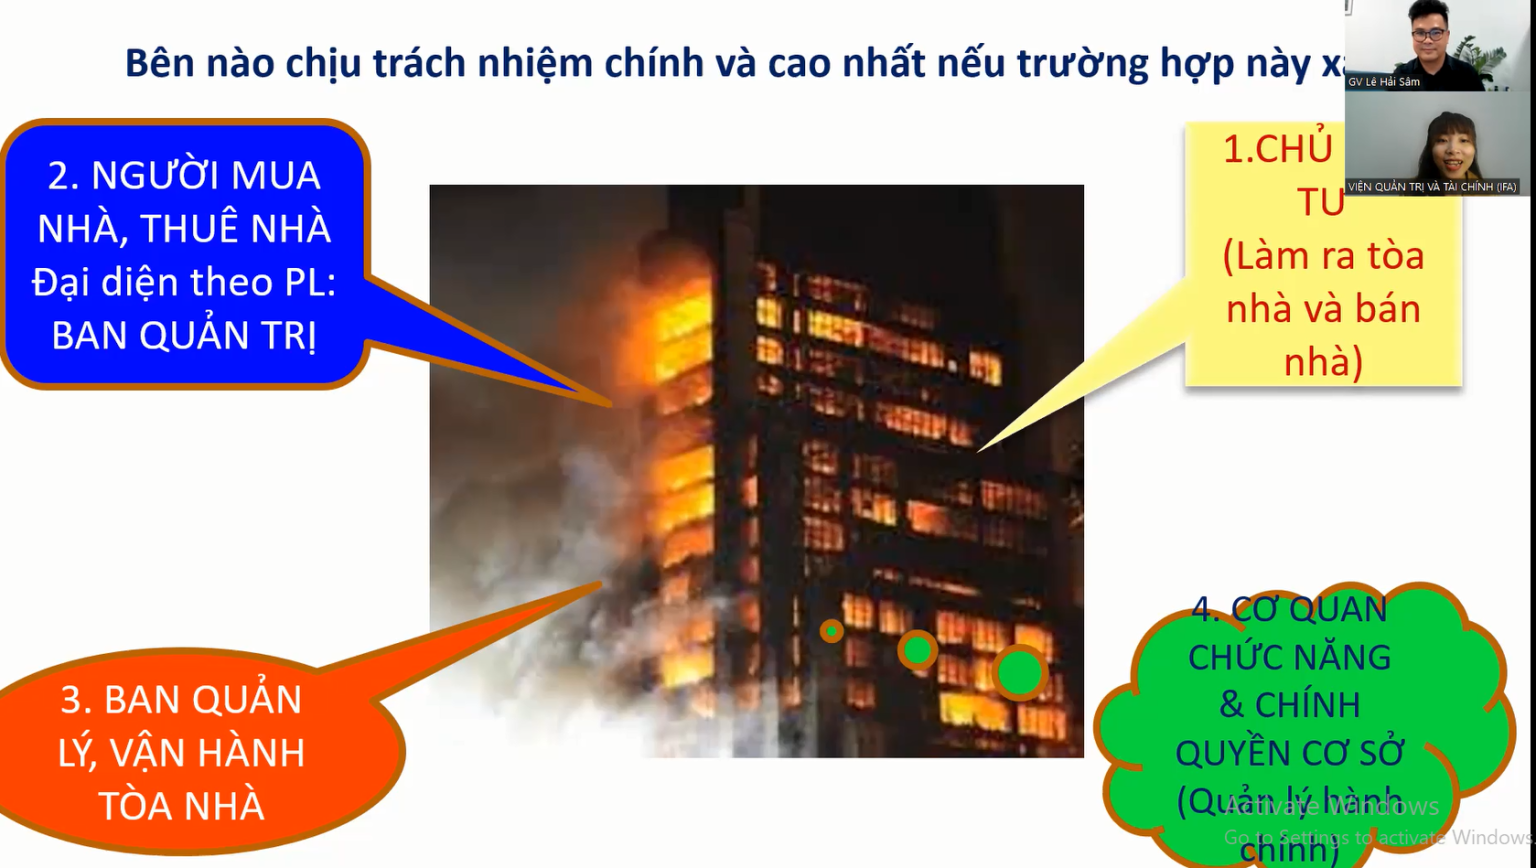 Bên nào chịu trách nhiệm chính và cao nhất nếu trường hợp này
GV Lê Hải Sâm
VIỆN QUẢN TRỊ VÀ TÀI CHÍNH (IFA)
2. NGƯỜI MUA
NHÀ, THUÊ NHÀ
Đại diện theo PL:
BAN QUẢN TRỊ
1.CHỦ
TƯ
(Làm ra tòa
nhà và bán
nhà)
3. BAN QUẢN
LÝ, VẬN HÀNH
TÒA NHÀ
4. CƠ QUAN
CHỨC NĂNG
& CHÍNH
QUYỀN CƠ SỞ
(Quản lý hành
chính)
Activate Windows
Go to Settings to activate Windows